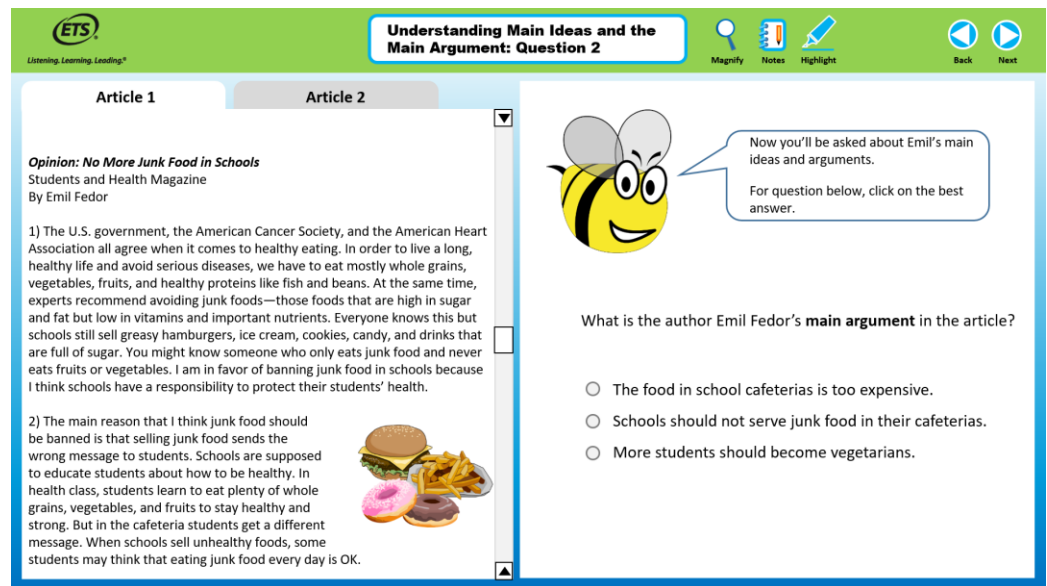 ETS
Listening. Learning. Leading.®
Understanding Main Ideas and the
Main Argument: Question 2
Magnify
Notes
Highlight
Back
Next
Article 1
Article 2
Opinion: No More Junk Food in Schools
Students and Health Magazine
By Emil Fedor
1) The U.S. government, the American Cancer Society, and the American Heart
Association all agree when it comes to healthy eating. In order to live a long,
healthy life and avoid serious diseases, we have to eat mostly whole grains,
vegetables, fruits, and healthy proteins like fish and beans. At the same time,
experts recommend avoiding junk foods—those foods that are high in sugar
and fat but low in vitamins and important nutrients. Everyone knows this but
schools still sell greasy hamburgers, ice cream, cookies, candy, and drinks that
are full of sugar. You might know someone who only eats junk food and never
eats fruits or vegetables. I am in favor of banning junk food in schools because
I think schools have a responsibility to protect their students’ health.
2) The main reason that I think junk food should
be banned is that selling junk food sends the
wrong message to students. Schools are supposed
to educate students about how to be healthy. In
health class, students learn to eat plenty of whole
grains, vegetables, and fruits to stay healthy and
strong. But in the cafeteria students get a different
message. When schools sell unhealthy foods, some
students may think that eating junk food every day is OK.
Now you’ll be asked about Emil’s main
ideas and arguments.
For question below, click on the best
answer.
What is the author Emil Fedor’s main argument in the article?
The food in school cafeterias is too expensive.
Schools should not serve junk food in their cafeterias.
More students should become vegetarians.